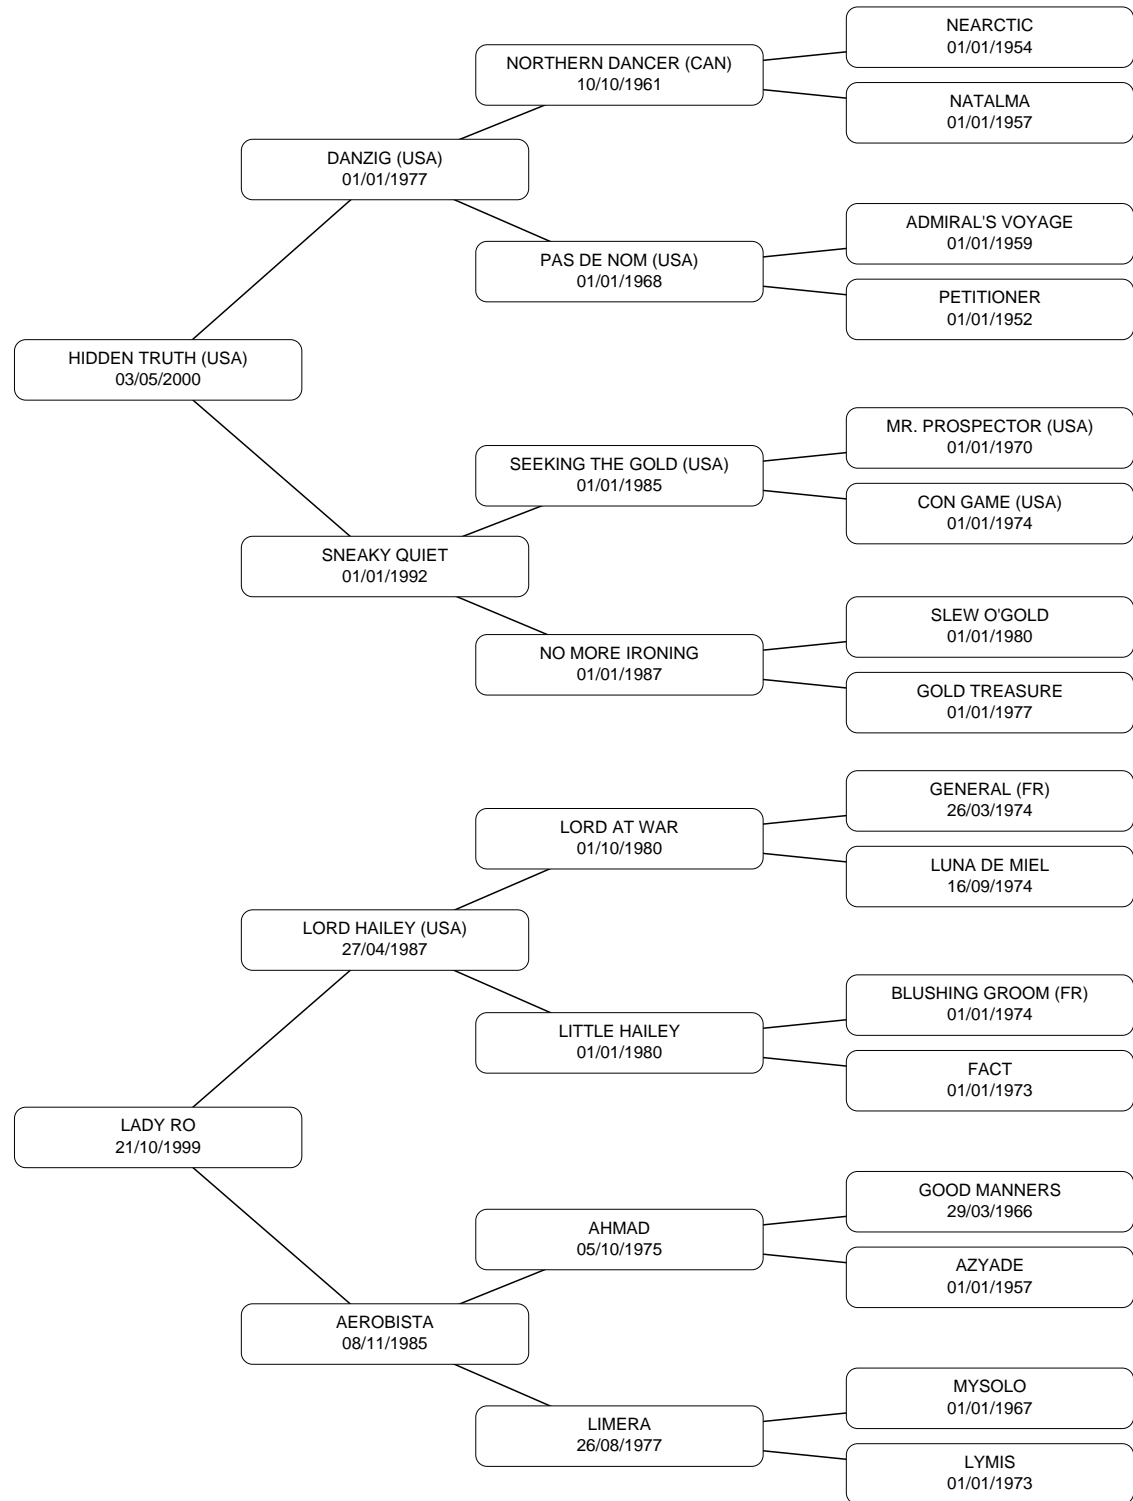 NEARCTIC
01/01/1954
NORTHERN DANCER (CAN)
10/10/1961
NATALMA
01/01/1957
DANZIG (USA)
01/01/1977
ADMIRAL'S VOYAGE
01/01/1959
PAS DE NOM (USA)
01/01/1968
PETITIONER
01/01/1952
HIDDEN TRUTH (USA)
03/05/2000
MR. PROSPECTOR (USA)
01/01/1970
SEEKING THE GOLD (USA)
01/01/1985
CON GAME (USA)
01/01/1974
SNEAKY QUIET
01/01/1992
SLEW O'GOLD
01/01/1980
NO MORE IRONING
01/01/1987
GOLD TREASURE
01/01/1977
GENERAL (FR)
26/03/1974
LORD AT WAR
01/10/1980
LUNA DE MIEL
16/09/1974
LORD HAILEY (USA)
27/04/1987
BLUSHING GROOM (FR)
01/01/1974
LITTLE HAILEY
01/01/1980
FACT
01/01/1973
LADY RO
21/10/1999
GOOD MANNERS
29/03/1966
AHMAD
05/10/1975
AZYADE
01/01/1957
AEROBISTA
08/11/1985
MYSOLO
01/01/1967
LIMERA
26/08/1977
LYMIS
01/01/1973